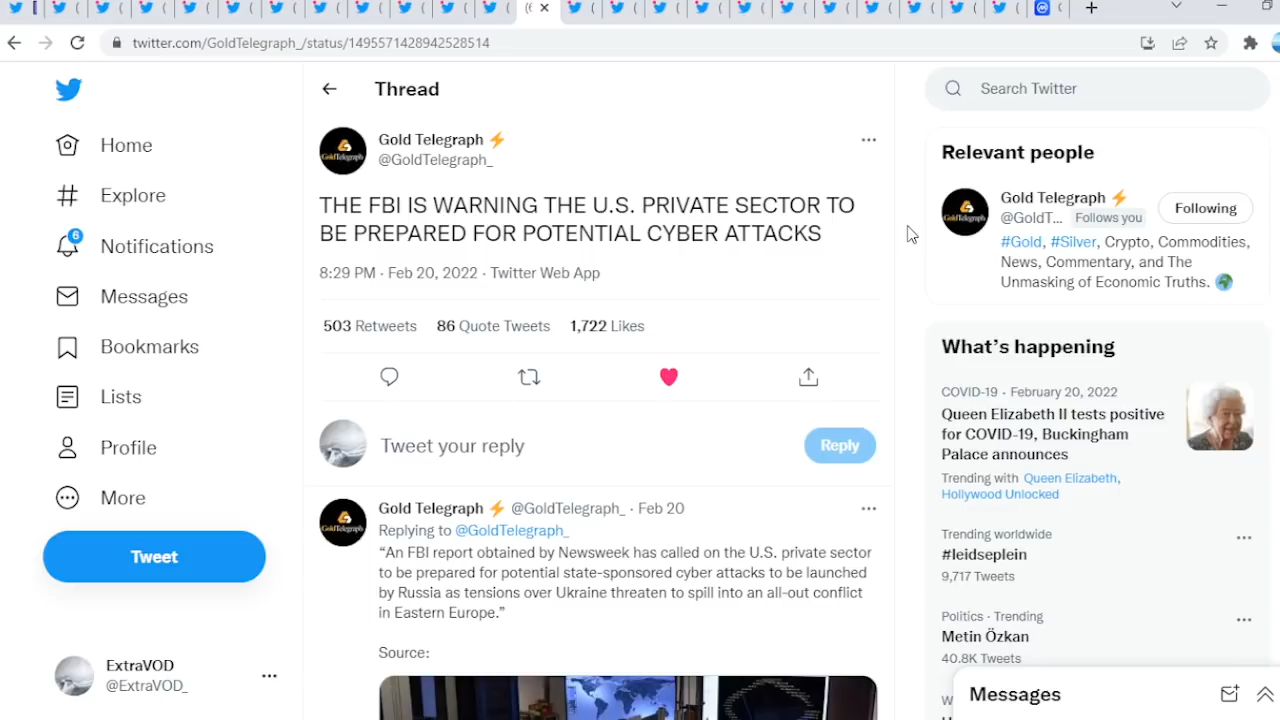 twitter.com/GoldTelegraph_/status/1495571428942528514
Thread
Search Twitter
Home
Explore
6
Notifications
Messages
Bookmarks
Lists
Profile
More
Tweet
ExtraVOD
@ExtraVOD_
Gold Telegraph⚡
@GoldTelegraph_
THE FBI IS WARNING THE U.S. PRIVATE SECTOR TO
BE PREPARED FOR POTENTIAL CYBER ATTACKS
8:29 PM · Feb 20, 2022 · Twitter Web App
503 Retweets 86 Quote Tweets 1,722 Likes
Tweet your reply
Reply
Gold Telegraph⚡ @GoldTelegraph_ · Feb 20
Replying to @GoldTelegraph_
“An FBI report obtained by Newsweek has called on the U.S. private sector
to be prepared for potential state-sponsored cyber attacks to be launched
by Russia as tensions over Ukraine threaten to spill into an all-out conflict
in Eastern Europe.”
Source:
Relevant people
Gold Telegraph⚡
@GoldT... Follows you
Following
#Gold, #Silver, Crypto, Commodities,
News, Commentary, and The
Unmasking of Economic Truths.
What’s happening
COVID-19 · February 20, 2022
Queen Elizabeth II tests positive
for COVID-19, Buckingham
Palace announces
Trending with Queen Elizabeth,
Hollywood Unlocked
Trending worldwide
#leidseplein
9,717 Tweets
Politics · Trending
Metin Özkan
40.8K Tweets
Messages